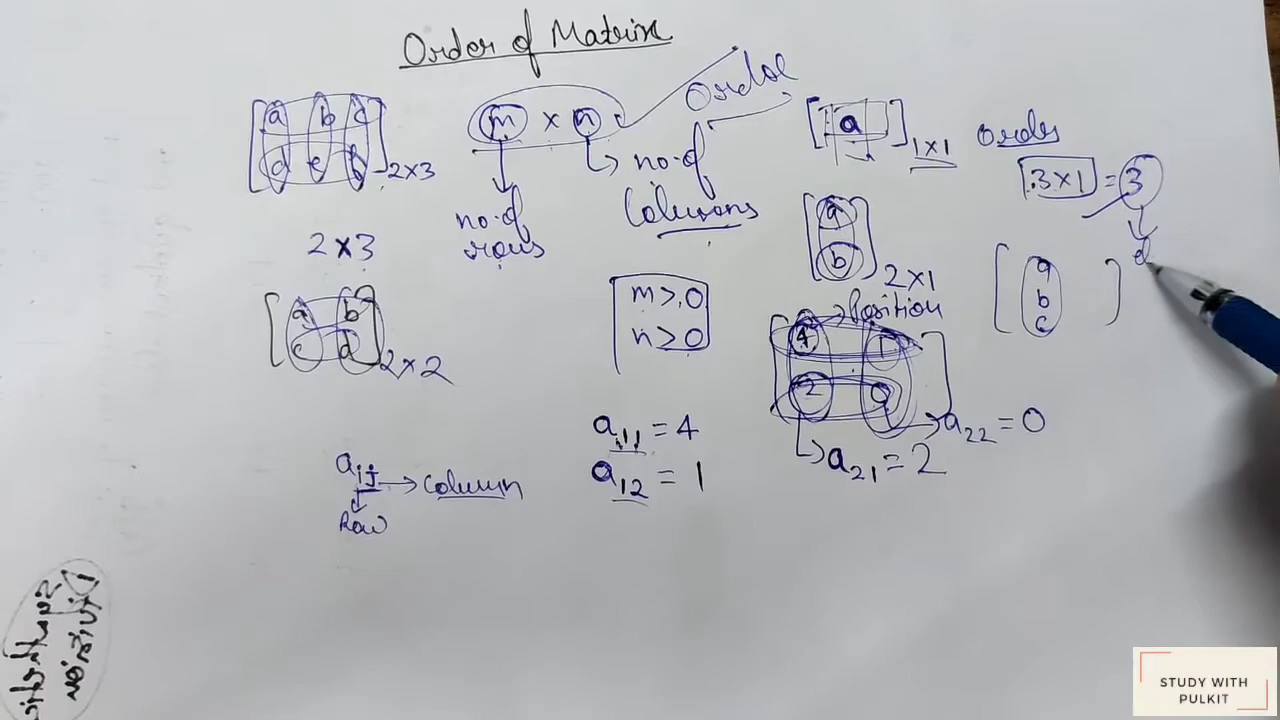 Order of Matrix
[a b c
d e b] 2×3
m × n
Order
no. of rows
no. of Columns
2×3
[a b
c d] 2×2
m>0
n>0
[a] 1×1
[a
b] 2×1
Order
3×1 = 3
[a
b
c]
Position
[4 1
2 0]
a₁₁ = 4
a₁₂ = 1
a₂₂ = 0
a₂₁ = 2
aᵢⱼ → Column
Row
STUDY WITH
PULKIT